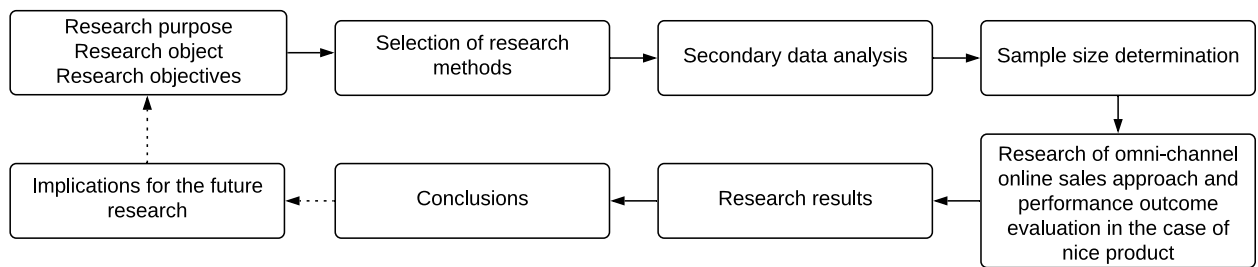 Research purpose
Research object
Research objectives
Selection of research
methods
Secondary data analysis
Sample size determination
Research of omni-channel
online sales approach and
performance outcome
evaluation in the case of
nice product
Research results
Conclusions
Implications for the future
research